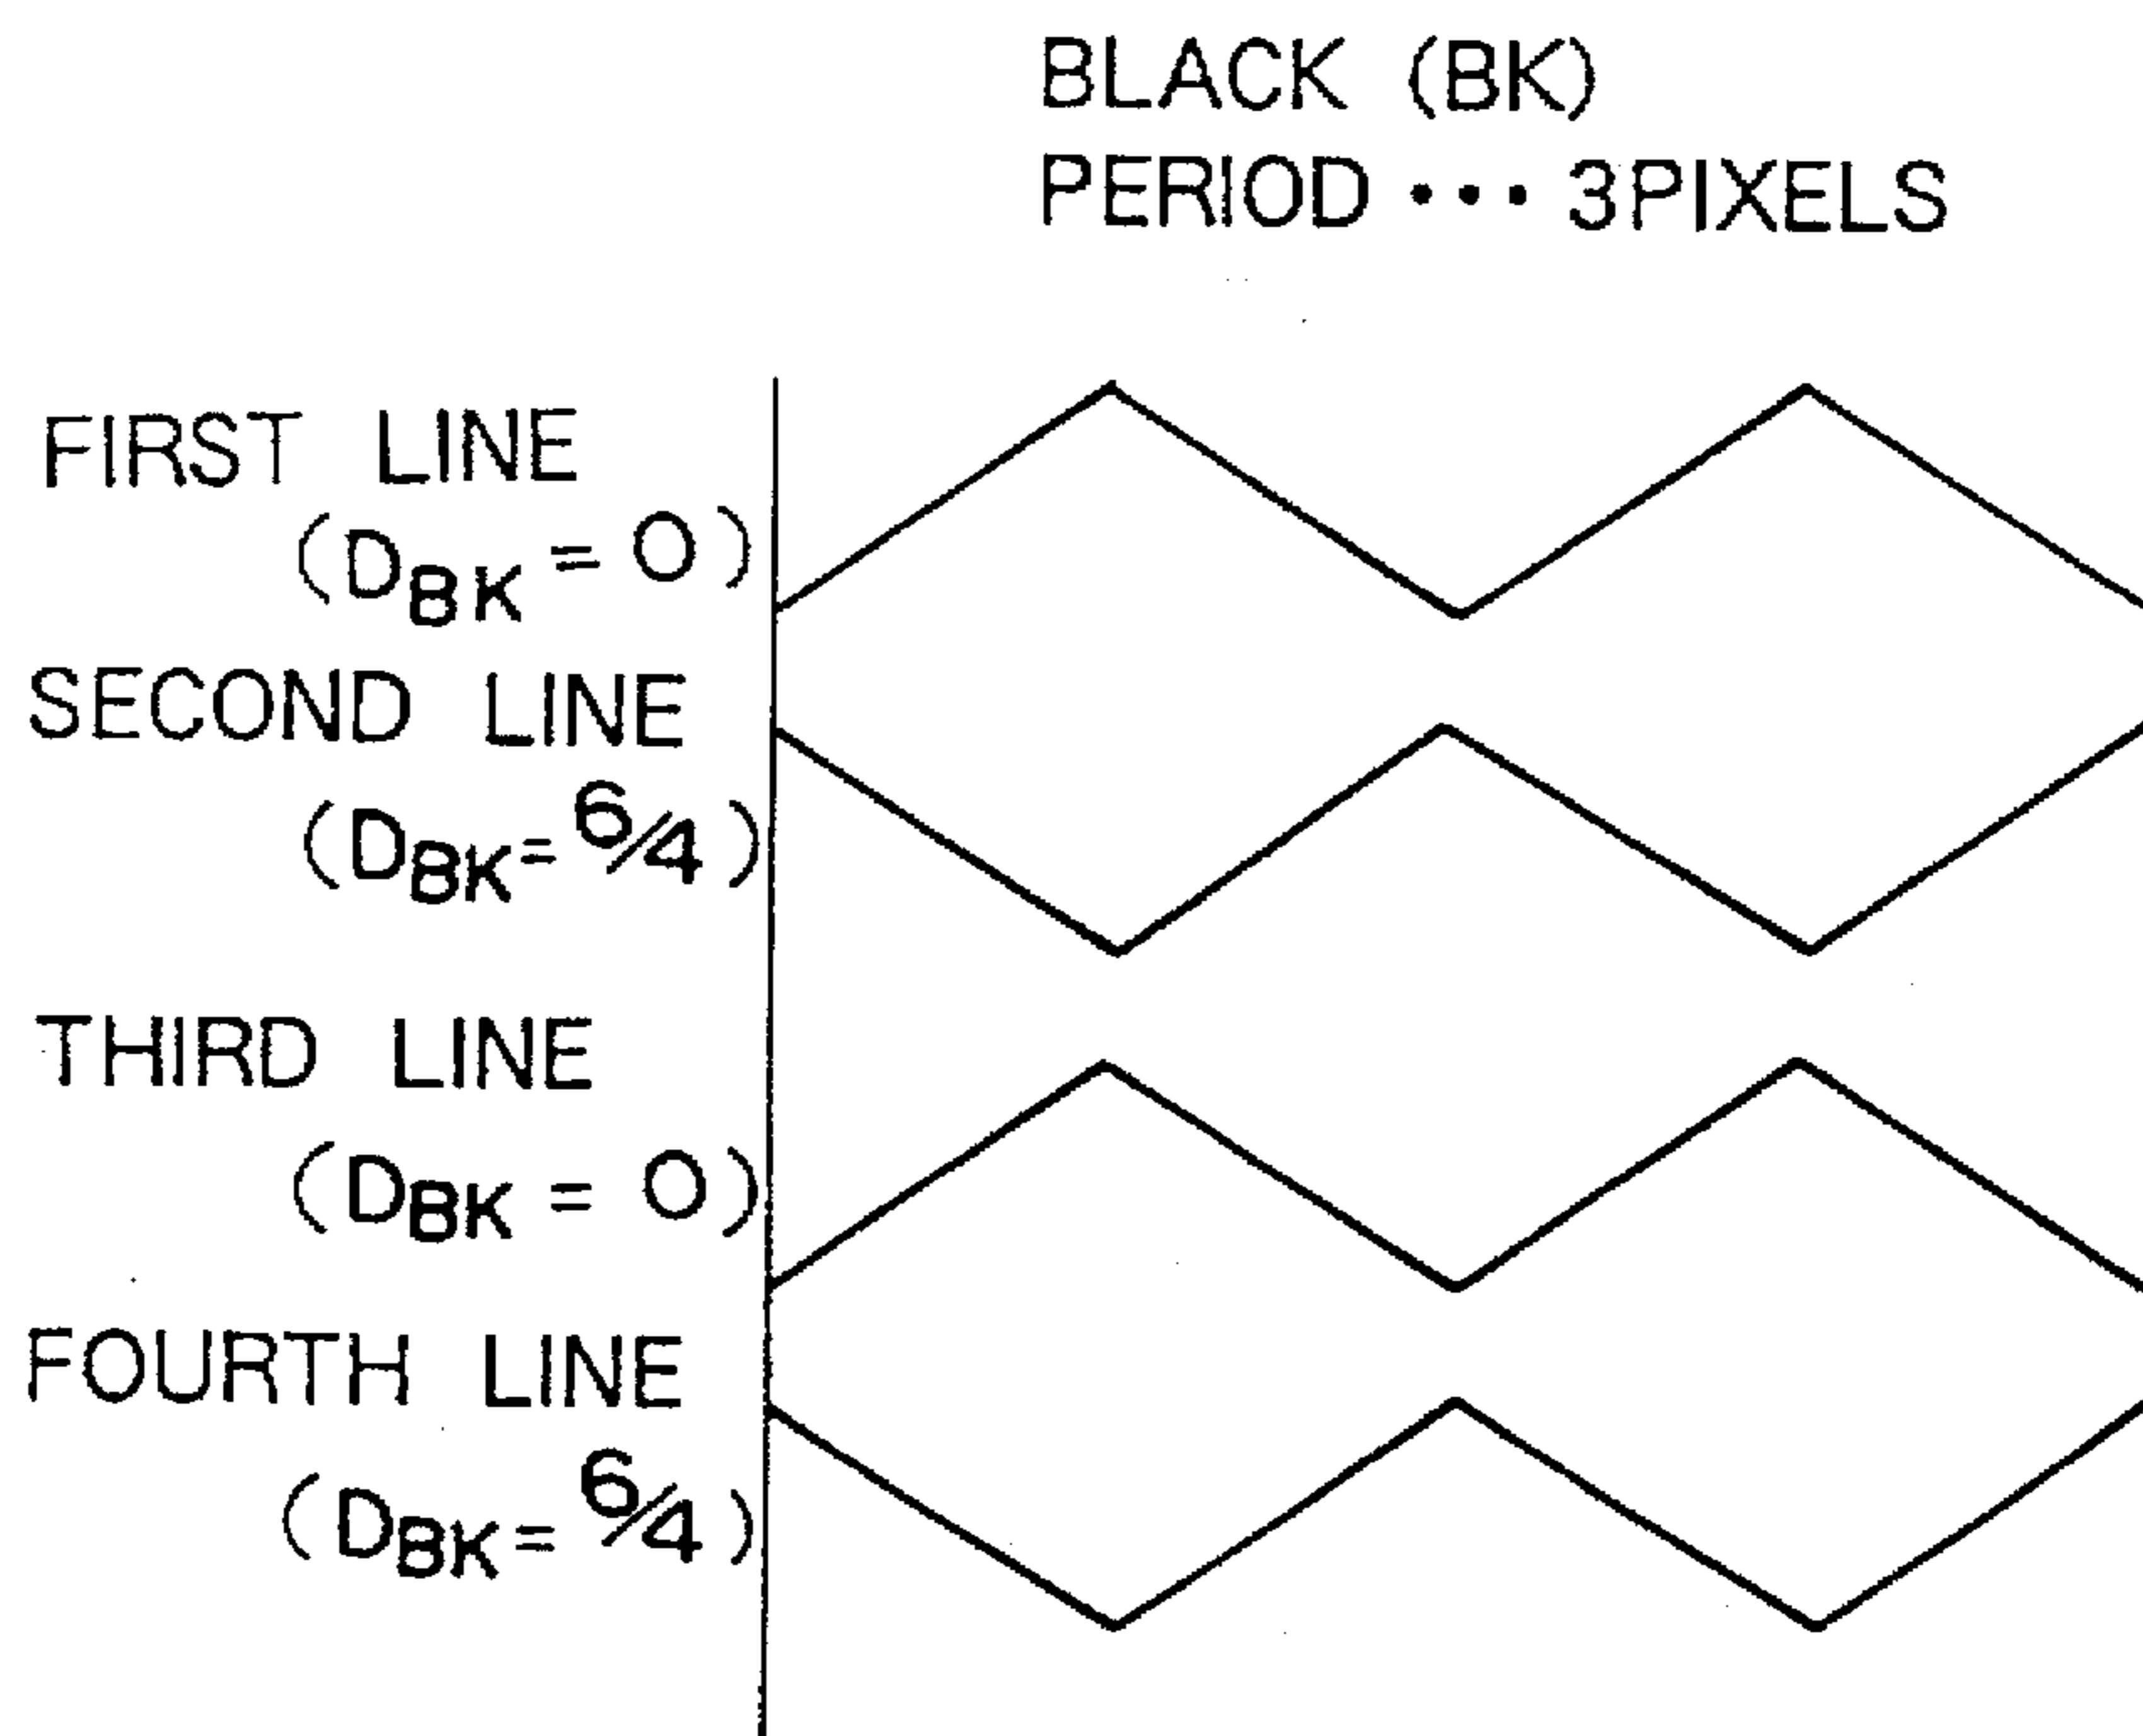 BLACK (BK)
PERIOD ··· 3PIXELS
FIRST LINE
(DBK = 0)
SECOND LINE
(DBK = 6/4)
THIRD LINE
(DBK = 0)
FOURTH LINE
(DBK = 6/4)